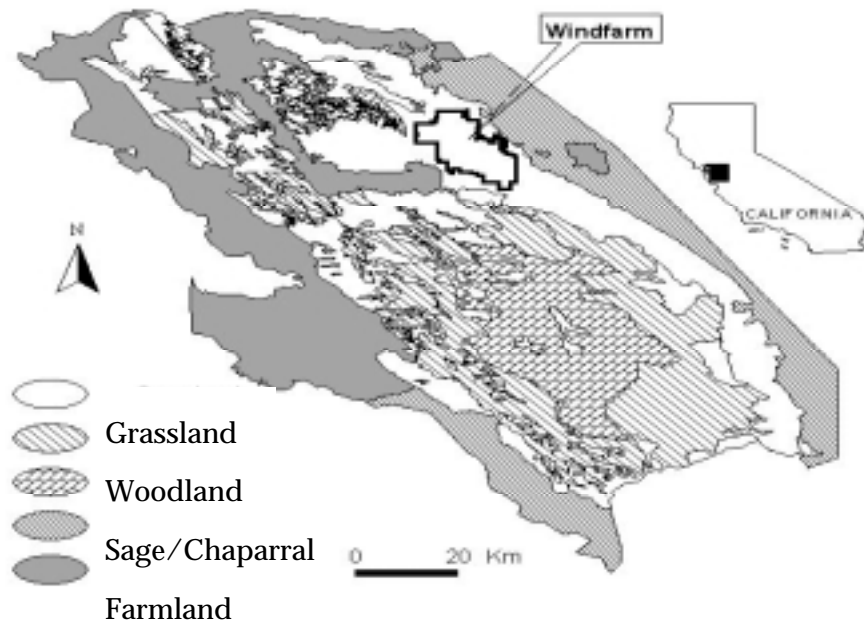 Windfarm
CALIFORNIA
N
Grassland
Woodland
Sage/Chaparral
Farmland
0 20 Km